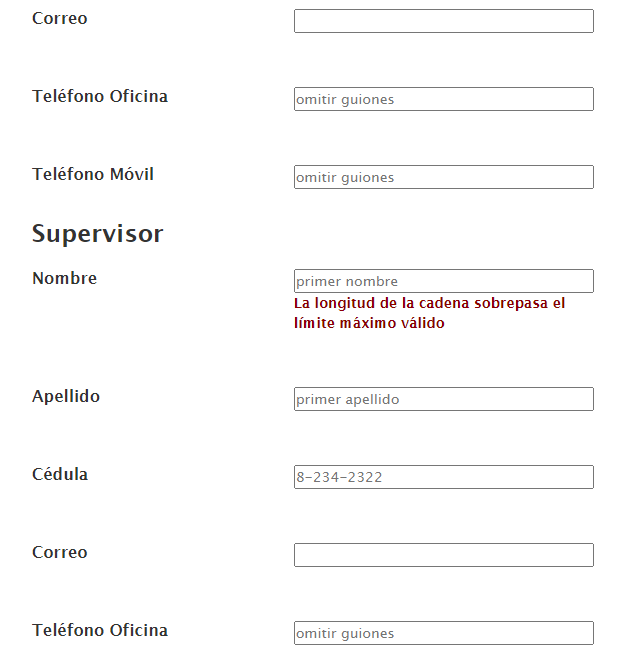 Correo
Teléfono Oficina
omitir guiones
Teléfono Móvil
omitir guiones
Supervisor
Nombre
primer nombre
La longitud de la cadena sobrepasa el
límite máximo válido
Apellido
primer apellido
Cédula
8-234-2322
Correo
Teléfono Oficina
omitir guiones